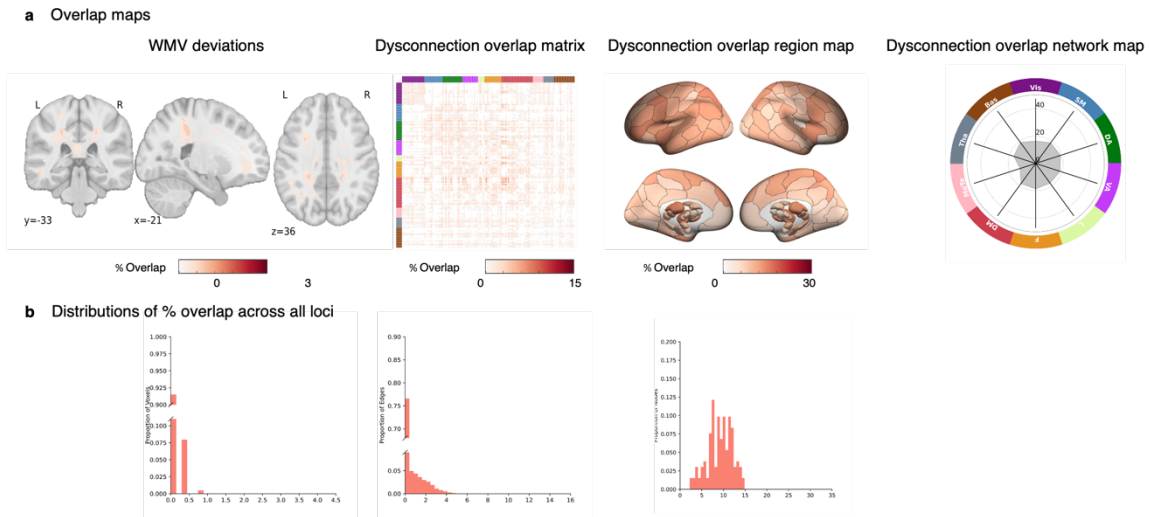 a Overlap maps
WMV deviations
Dysconnection overlap matrix
Dysconnection overlap region map
Dysconnection overlap network map
L R
y=-33
x=-21
L R
z=36
Vis
SM
DA
VA
L
F
DM
Tha
Bas
40
20
% Overlap
0 3
% Overlap
0 15
% Overlap
0 30
b Distributions of % overlap across all loci
Proportion of Voxels
1.000
0.975
0.950
0.925
0.900
0.100
0.075
0.050
0.025
0.000
0.0 0.5 1.0 1.5 2.0 2.5 3.0 3.5 4.0 4.5
Proportion of Edges
0.90
0.85
0.80
0.75
0.70
0.05
0.00
0 2 4 6 8 10 12 14 16
0.200
0.175
0.150
0.125
0.100
0.075
0.050
0.025
0.000
0 5 10 15 20 25 30 35